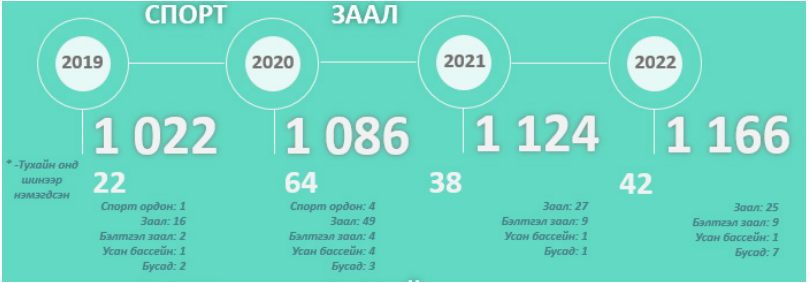 СПОРТ ЗААЛ
2019 2020 2021 2022
1 022 1 086 1 124 1 166
* -Тухайн онд
шинээр
нэмэгдсэн
22 64 38 42
Спорт ордон: 1
Заал: 16
Бэлтгэл заал: 2
Усан бассейн: 1
Бусад: 2
Спорт ордон: 4
Заал: 49
Бэлтгэл заал: 4
Усан бассейн: 4
Бусад: 3
Заал: 27
Бэлтгэл заал: 9
Усан бассейн: 1
Бусад: 1
Заал: 25
Бэлтгэл заал: 9
Усан бассейн: 1
Бусад: 7